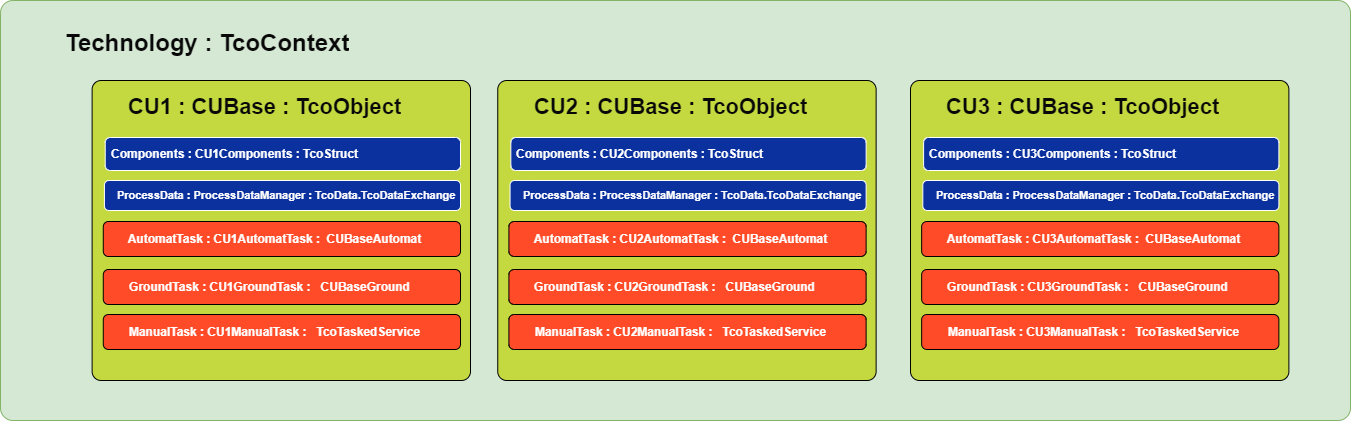 Technology : TcoContext
CU1 : CUBase : TcoObject
Components : CU1Components : TcoStruct
ProcessData : ProcessDataManager : TcoData.TcoDataExchange
AutomatTask : CU1AutomatTask : CUBaseAutomat
GroundTask : CU1GroundTask : CUBaseGround
ManualTask : CU1ManualTask : TcoTaskedService
CU2 : CUBase : TcoObject
Components : CU2Components : TcoStruct
ProcessData : ProcessDataManager : TcoData.TcoDataExchange
AutomatTask : CU2AutomatTask : CUBaseAutomat
GroundTask : CU2GroundTask : CUBaseGround
ManualTask : CU2ManualTask : TcoTaskedService
CU3 : CUBase : TcoObject
Components : CU3Components : TcoStruct
ProcessData : ProcessDataManager : TcoData.TcoDataExchange
AutomatTask : CU3AutomatTask : CUBaseAutomat
GroundTask : CU3GroundTask : CUBaseGround
ManualTask : CU3ManualTask : TcoTaskedService